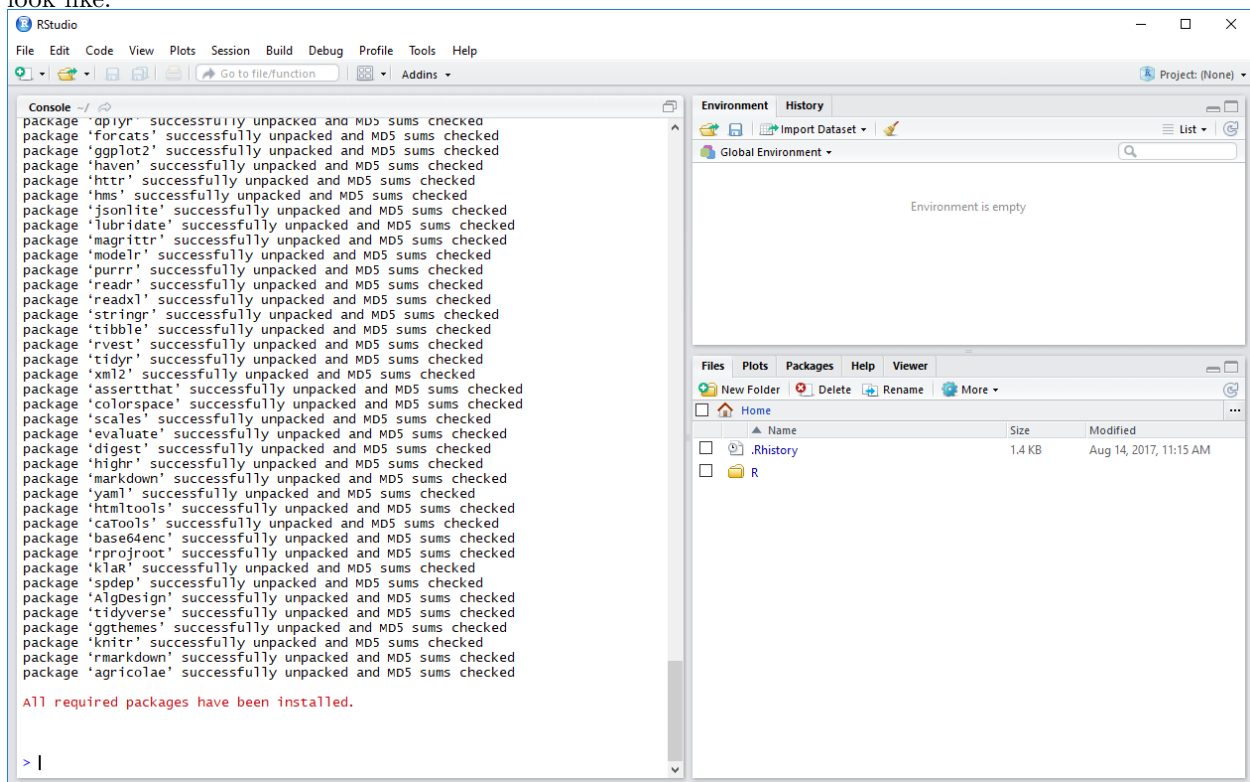 look like:
RStudio
File Edit Code View Plots Session Build Debug Profile Tools Help
Go to file/function Addins Project: (None)
Console ~/
package ‘dplyr’ successfully unpacked and MD5 sums checked
package ‘forcats’ successfully unpacked and MD5 sums checked
package ‘ggplot2’ successfully unpacked and MD5 sums checked
package ‘haven’ successfully unpacked and MD5 sums checked
package ‘httr’ successfully unpacked and MD5 sums checked
package ‘hms’ successfully unpacked and MD5 sums checked
package ‘jsonlite’ successfully unpacked and MD5 sums checked
package ‘lubridate’ successfully unpacked and MD5 sums checked
package ‘magrittr’ successfully unpacked and MD5 sums checked
package ‘modelr’ successfully unpacked and MD5 sums checked
package ‘purrr’ successfully unpacked and MD5 sums checked
package ‘readr’ successfully unpacked and MD5 sums checked
package ‘readxl’ successfully unpacked and MD5 sums checked
package ‘stringr’ successfully unpacked and MD5 sums checked
package ‘tibble’ successfully unpacked and MD5 sums checked
package ‘rvest’ successfully unpacked and MD5 sums checked
package ‘tidyr’ successfully unpacked and MD5 sums checked
package ‘xml2’ successfully unpacked and MD5 sums checked
package ‘assertthat’ successfully unpacked and MD5 sums checked
package ‘colorspace’ successfully unpacked and MD5 sums checked
package ‘scales’ successfully unpacked and MD5 sums checked
package ‘evaluate’ successfully unpacked and MD5 sums checked
package ‘digest’ successfully unpacked and MD5 sums checked
package ‘highr’ successfully unpacked and MD5 sums checked
package ‘markdown’ successfully unpacked and MD5 sums checked
package ‘yaml’ successfully unpacked and MD5 sums checked
package ‘htmltools’ successfully unpacked and MD5 sums checked
package ‘caTools’ successfully unpacked and MD5 sums checked
package ‘base64enc’ successfully unpacked and MD5 sums checked
package ‘rprojroot’ successfully unpacked and MD5 sums checked
package ‘klaR’ successfully unpacked and MD5 sums checked
package ‘spdep’ successfully unpacked and MD5 sums checked
package ‘AlgDesign’ successfully unpacked and MD5 sums checked
package ‘tidyverse’ successfully unpacked and MD5 sums checked
package ‘ggthemes’ successfully unpacked and MD5 sums checked
package ‘knitr’ successfully unpacked and MD5 sums checked
package ‘rmarkdown’ successfully unpacked and MD5 sums checked
package ‘agricolae’ successfully unpacked and MD5 sums checked
All required packages have been installed.
>
Environment History
Import Dataset List
Global Environment
Environment is empty
Files Plots Packages Help Viewer
New Folder Delete Rename More
Home ...
Name Size Modified
.Rhistory 1.4 KB Aug 14, 2017, 11:15 AM
R